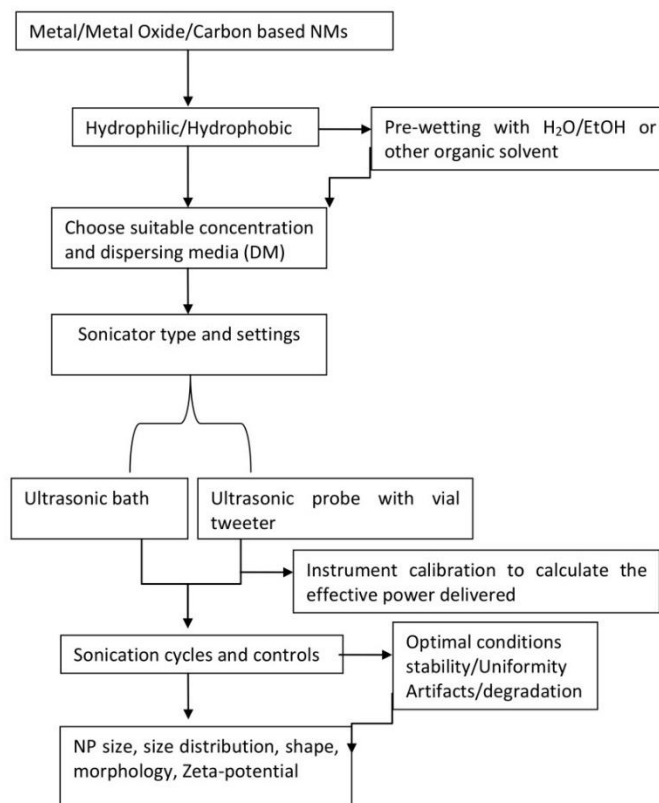 Metal/Metal Oxide/Carbon based NMs
Hydrophilic/Hydrophobic
Pre-wetting with H₂O/EtOH or
other organic solvent
Choose suitable concentration
and dispersing media (DM)
Sonicator type and settings
Ultrasonic bath
Ultrasonic probe with vial
tweeter
Instrument calibration to calculate the
effective power delivered
Sonication cycles and controls
Optimal conditions
stability/Uniformity
Artifacts/degradation
NP size, size distribution, shape,
morphology, Zeta-potential